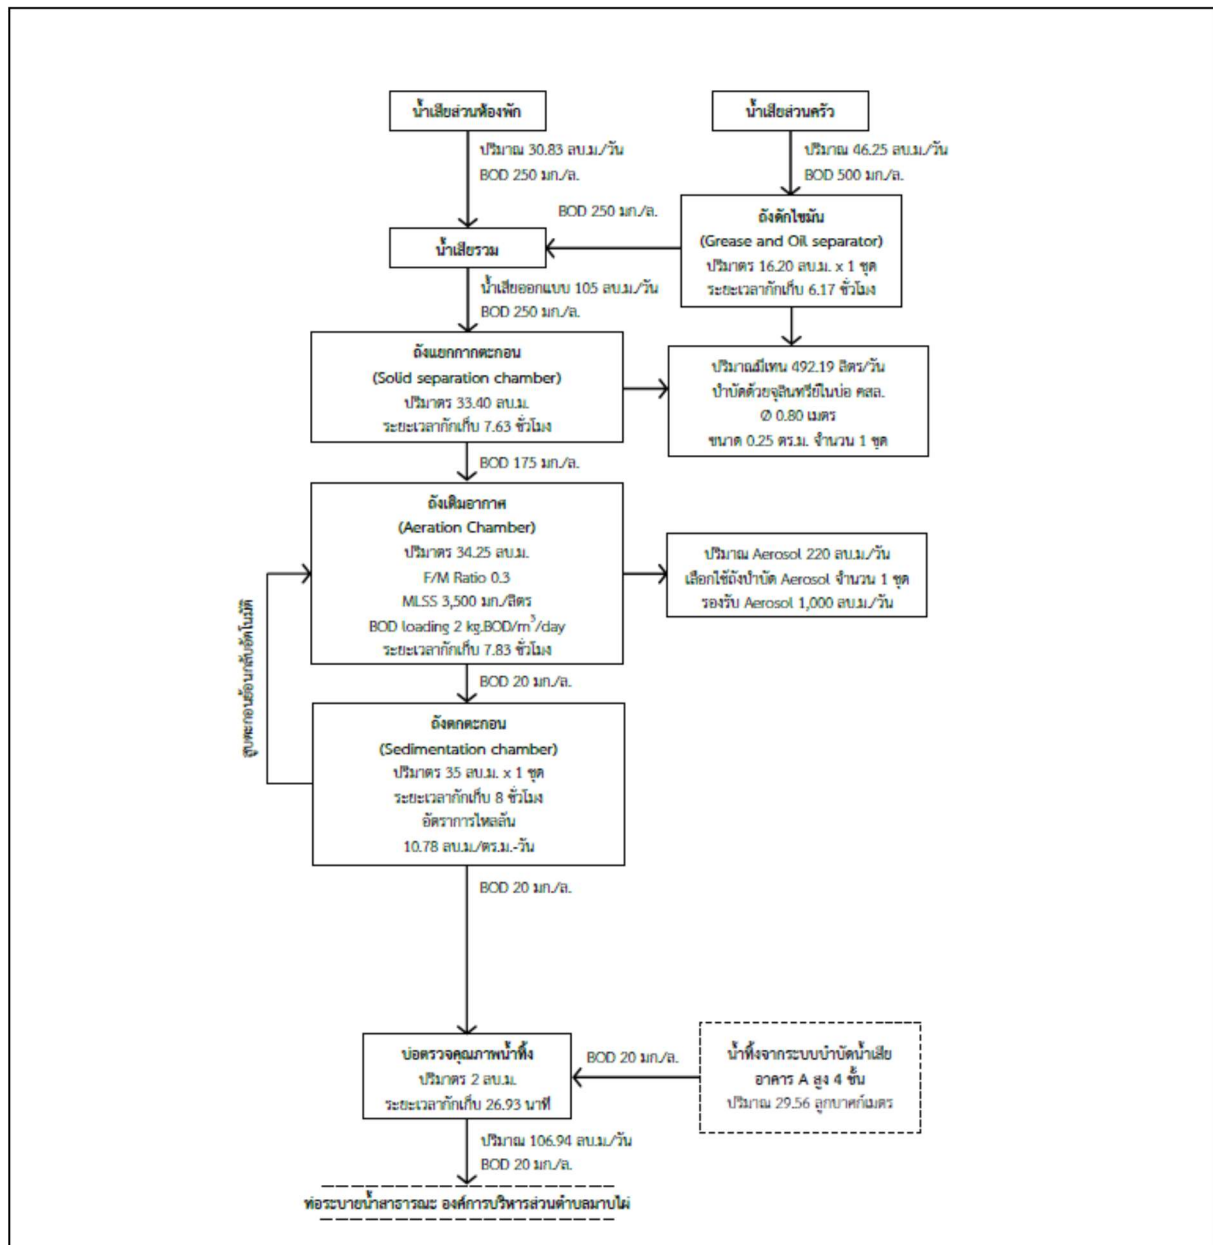 น้ำเสียส่วนห้องพัก
น้ำเสียส่วนครัว
ปริมาณ 30.83 ลบ.ม./วัน
BOD 250 มก./ล.
ปริมาณ 46.25 ลบ.ม./วัน
BOD 500 มก./ล.
BOD 250 มก./ล.
ถังดักไขมัน
(Grease and Oil separator)
ปริมาตร 16.20 ลบ.ม. x 1 ชุด
ระยะเวลากักเก็บ 6.17 ชั่วโมง
น้ำเสียรวม
น้ำเสียออกแบบ 105 ลบ.ม./วัน
BOD 250 มก./ล.
ถังแยกกากตะกอน
(Solid separation chamber)
ปริมาตร 33.40 ลบ.ม.
ระยะเวลากักเก็บ 7.63 ชั่วโมง
ปริมาณมีเทน 492.19 ลิตร/วัน
บำบัดด้วยจุลินทรีย์ในบ่อ คสล.
Ø 0.80 เมตร
ขนาด 0.25 ตร.ม. จำนวน 1 ชุด
BOD 175 มก./ล.
ถังเติมอากาศ
(Aeration Chamber)
ปริมาตร 34.25 ลบ.ม.
F/M Ratio 0.3
MLSS 3,500 มก./ลิตร
BOD loading 2 kg.BOD/m³/day
ระยะเวลากักเก็บ 7.83 ชั่วโมง
ปริมาณ Aerosol 220 ลบ.ม./วัน
เลือกใช้ถังบำบัด Aerosol จำนวน 1 ชุด
รองรับ Aerosol 1,000 ลบ.ม./วัน
สูบตะกอนย้อนกลับอัตโนมัติ
BOD 20 มก./ล.
ถังตกตะกอน
(Sedimentation chamber)
ปริมาตร 35 ลบ.ม. x 1 ชุด
ระยะเวลากักเก็บ 8 ชั่วโมง
อัตราการไหลล้น
10.78 ลบ.ม./ตร.ม.-วัน
BOD 20 มก./ล.
บ่อตรวจคุณภาพน้ำทิ้ง
ปริมาตร 2 ลบ.ม.
ระยะเวลากักเก็บ 26.93 นาที
BOD 20 มก./ล.
น้ำทิ้งจากระบบบำบัดน้ำเสีย
อาคาร A สูง 4 ชั้น
ปริมาณ 29.56 ลูกบาศก์เมตร
ปริมาณ 106.94 ลบ.ม./วัน
BOD 20 มก./ล.
ท่อระบายน้ำสาธารณะ องค์การบริหารส่วนตำบลมาบไผ่